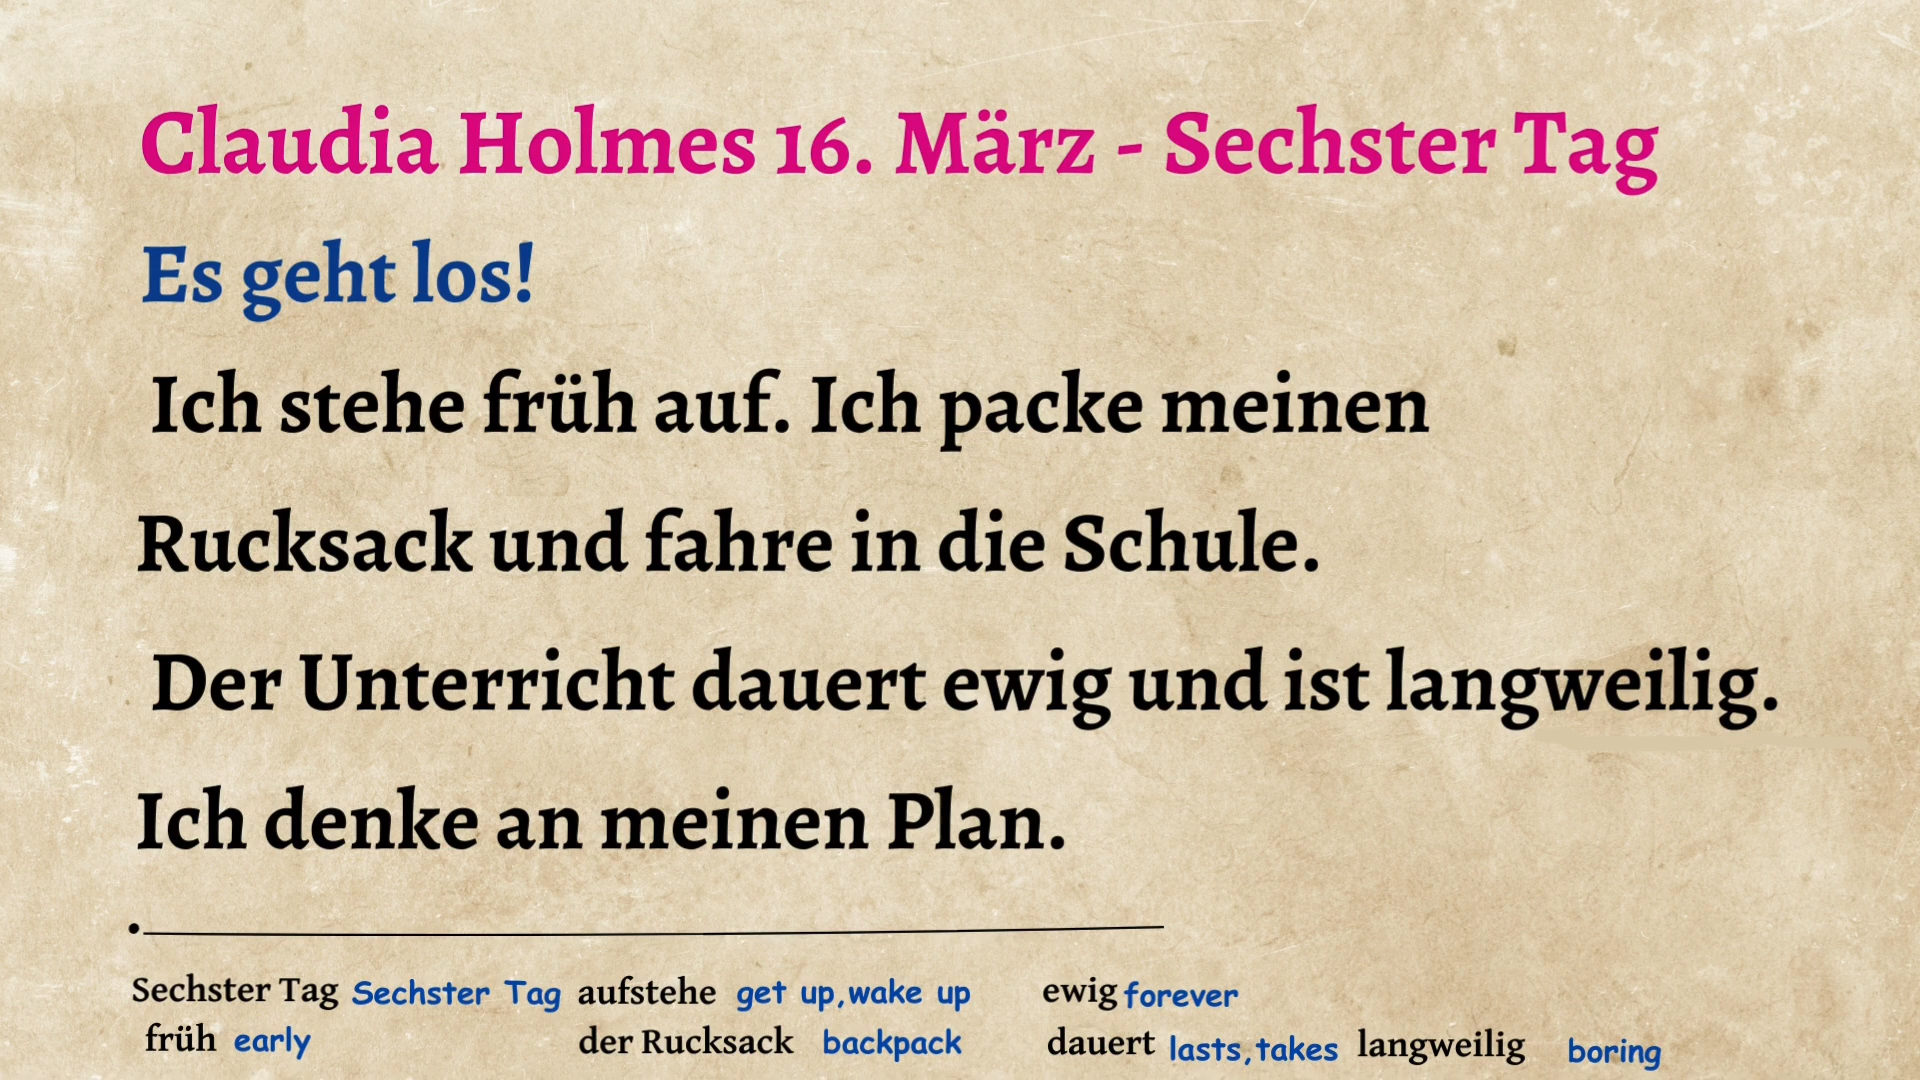 Claudia Holmes 16. März - Sechster Tag
Es geht los!
Ich stehe früh auf. Ich packe meinen
Rucksack und fahre in die Schule.
Der Unterricht dauert ewig und ist langweilig.
Ich denke an meinen Plan.
Sechster Tag Sechster Tag aufstehe get up,wake up ewig forever
früh early der Rucksack backpack dauert lasts,takes langweilig boring